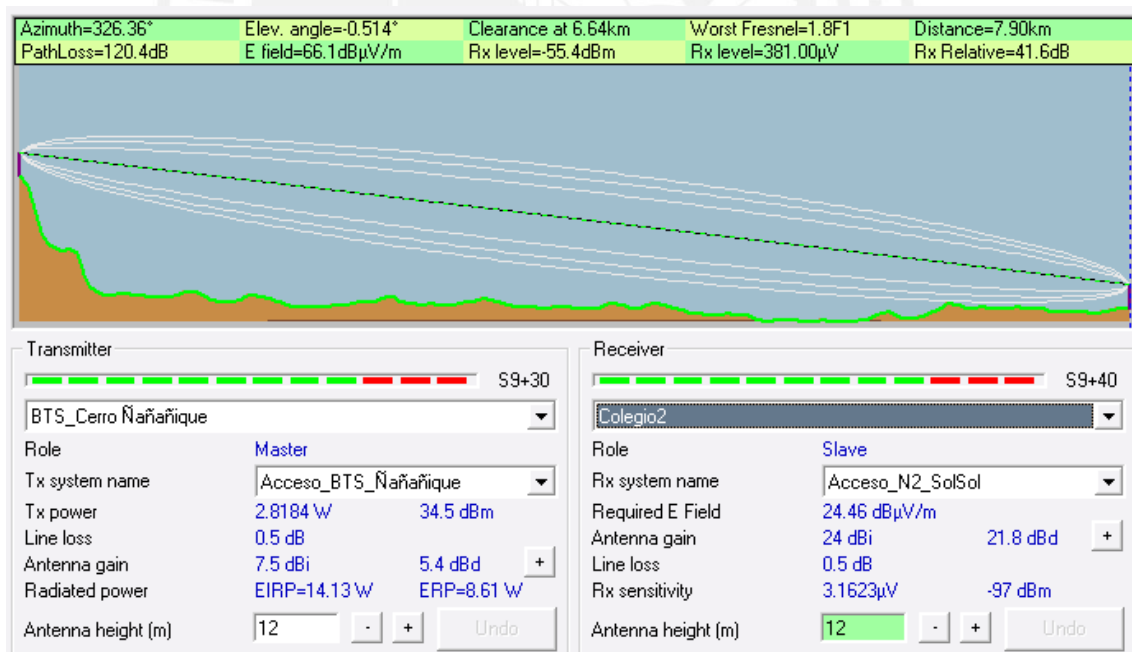 Azimuth=326.36° Elev. angle=-0.514° Clearance at 6.64km Worst Fresnel=1.8F1 Distance=7.90km
PathLoss=120.4dB E field=66.1dBµV/m Rx level=-55.4dBm Rx level=381.00µV Rx Relative=41.6dB
Transmitter
S9+30
BTS_Cerro Ñañañique
Role Master
Tx system name Acceso_BTS_Ñañañique
Tx power 2.8184 W 34.5 dBm
Line loss 0.5 dB
Antenna gain 7.5 dBi 5.4 dBd +
Radiated power EIRP=14.13 W ERP=8.61 W
Antenna height (m) 12 - + Undo
Receiver
S9+40
Colegio2
Role Slave
Rx system name Acceso_N2_SolSol
Required E Field 24.46 dBµV/m
Antenna gain 24 dBi 21.8 dBd +
Line loss 0.5 dB
Rx sensitivity 3.1623µV -97 dBm
Antenna height (m) 12 - + Undo